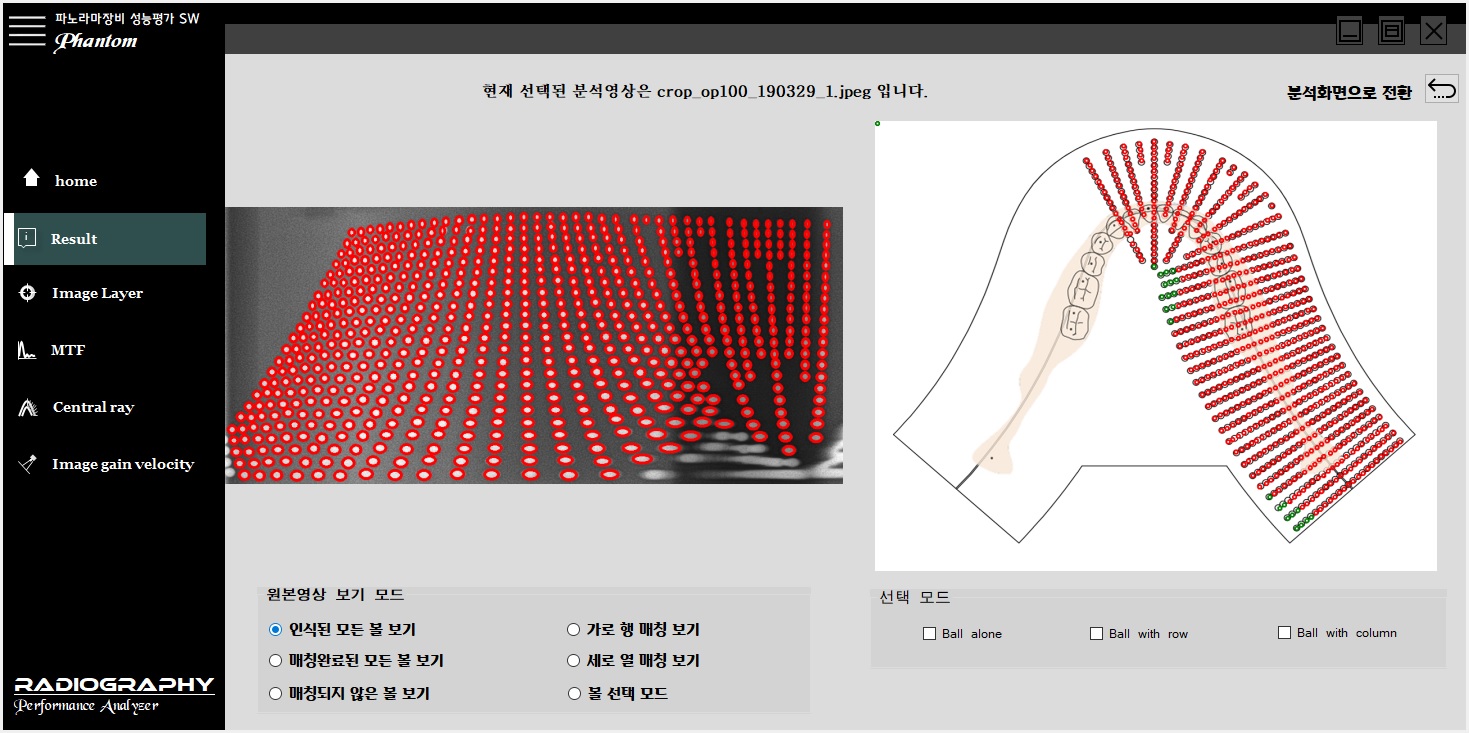 파노라마장비 성능평가 SW
Phantom
현재 선택된 분석영상은 crop_op100_190329_1.jpeg 입니다.
분석화면으로 전환
home
Result
Image Layer
MTF
Central ray
Image gain velocity
원본영상 보기 모드
인식된 모든 볼 보기
가로 행 매칭 보기
매칭완료된 모든 볼 보기
세로 열 매칭 보기
매칭되지 않은 볼 보기
볼 선택 모드
선택 모드
Ball alone
Ball with row
Ball with column
RADIOGRAPHY
Performance Analyzer